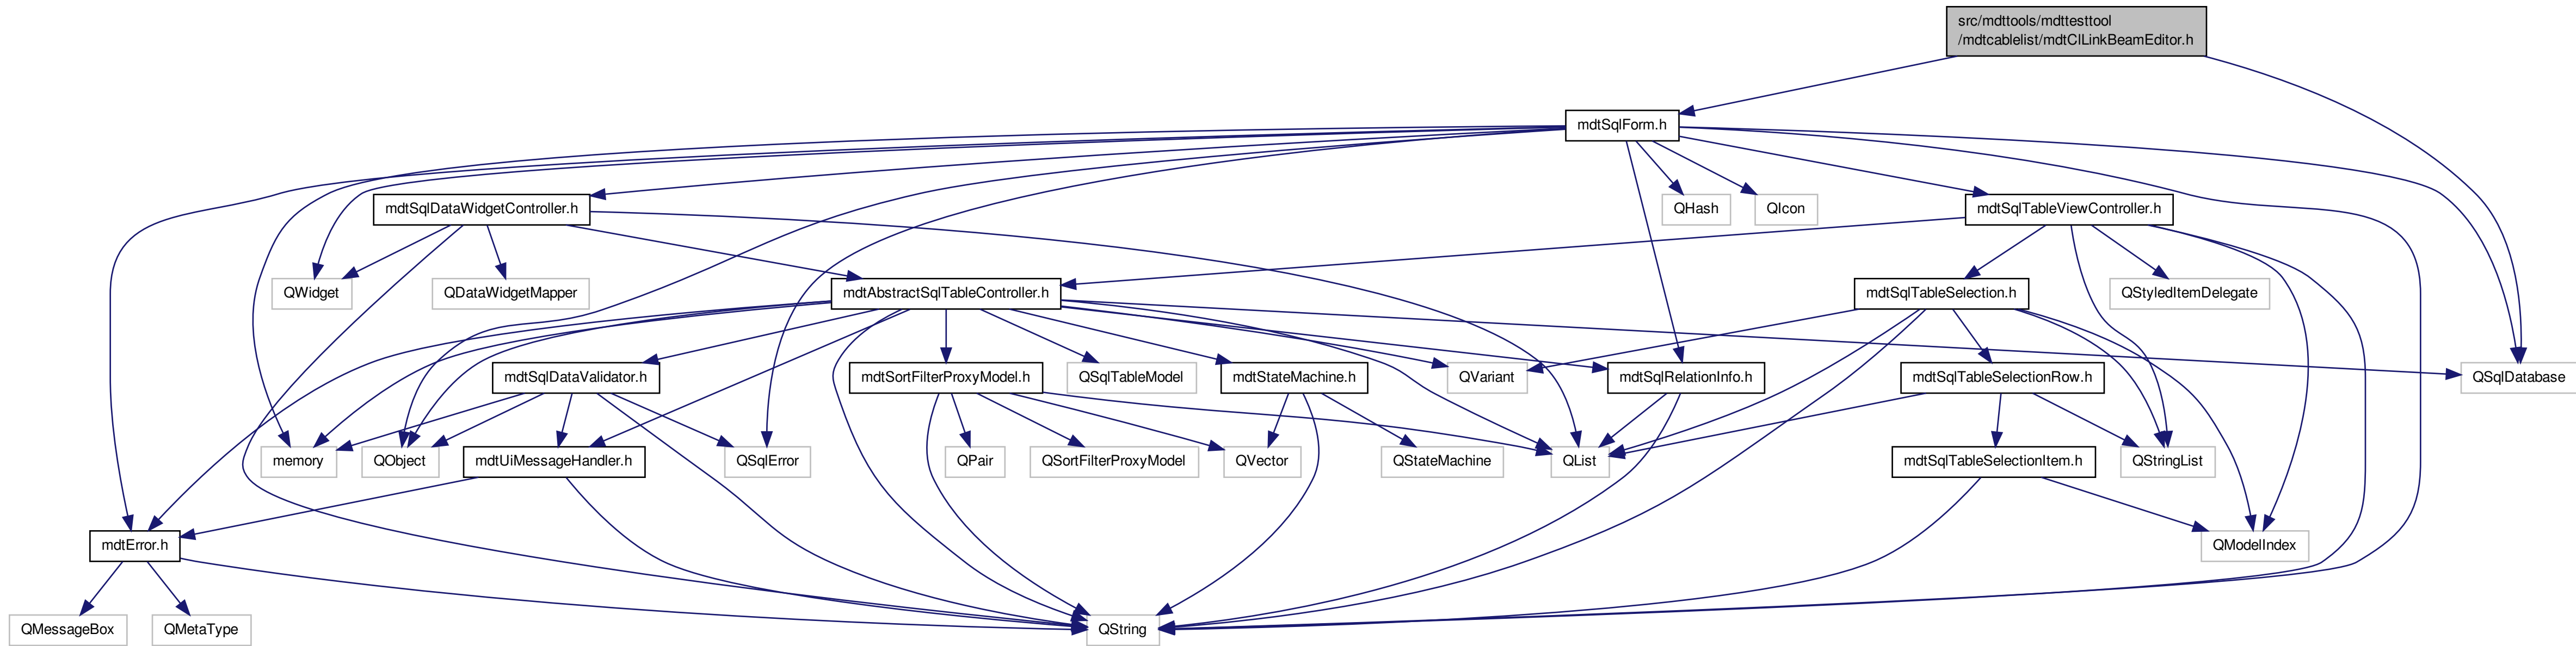 src/mdttools/mdttesttool
/mdtcablelist/mdtClLinkBeamEditor.h
mdtSqlForm.h
mdtSqlDataWidgetController.h
QHash
QIcon
mdtSqlTableViewController.h
QWidget
QDataWidgetMapper
mdtAbstractSqlTableController.h
mdtSqlTableSelection.h
QStyledItemDelegate
mdtSqlDataValidator.h
mdtSortFilterProxyModel.h
QSqlTableModel
mdtStateMachine.h
QVariant
mdtSqlRelationInfo.h
mdtSqlTableSelectionRow.h
QSqlDatabase
memory
QObject
mdtUiMessageHandler.h
QSqlError
QPair
QSortFilterProxyModel
QVector
QStateMachine
QList
mdtSqlTableSelectionItem.h
QStringList
mdtError.h
QModelIndex
QMessageBox
QMetaType
QString